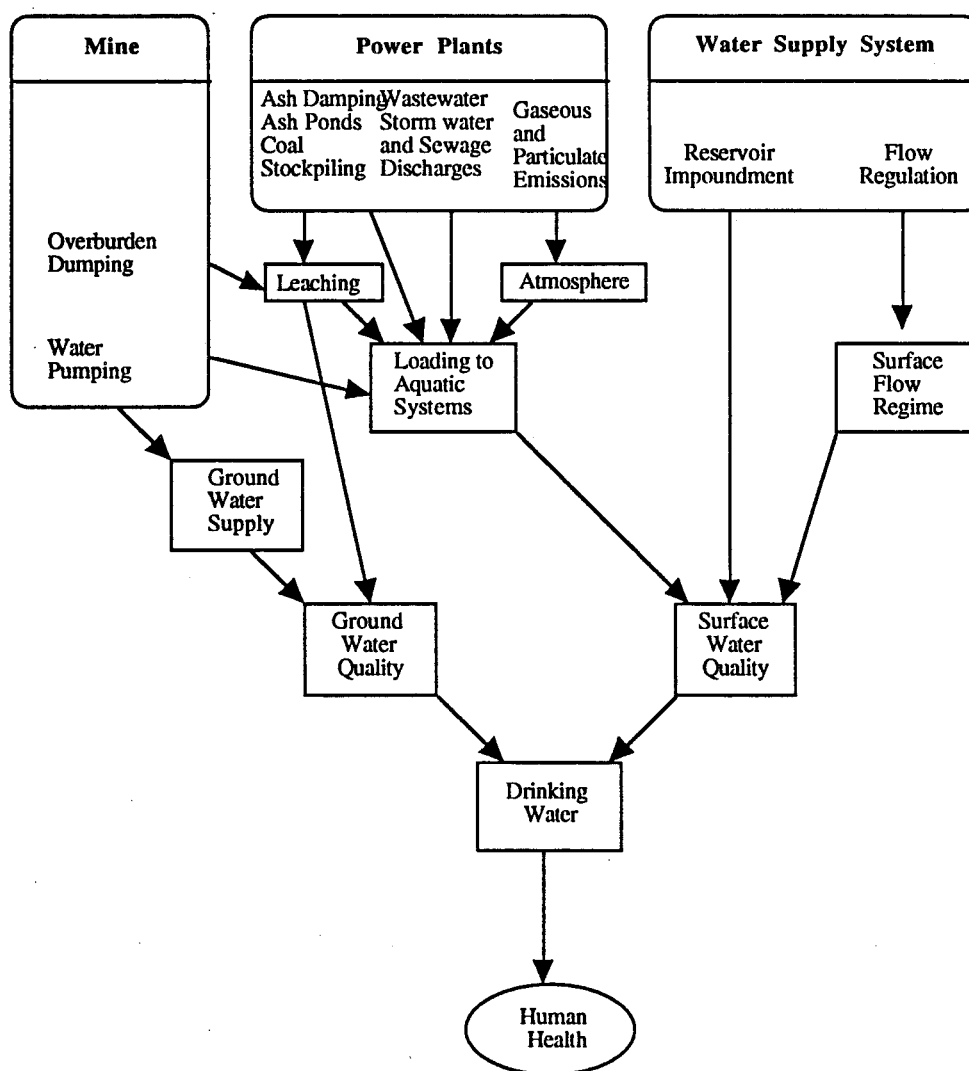 Mine
Power Plants
Water Supply System
Ash Damping
Ash Ponds
Coal
Stockpiling
Wastewater
Storm water
and Sewage
Discharges
Gaseous
and
Particulate
Emissions
Reservoir
Impoundment
Flow
Regulation
Overburden
Dumping
Water
Pumping
Leaching
Atmosphere
Loading to
Aquatic
Systems
Surface
Flow
Regime
Ground
Water
Supply
Ground
Water
Quality
Surface
Water
Quality
Drinking
Water
Human
Health